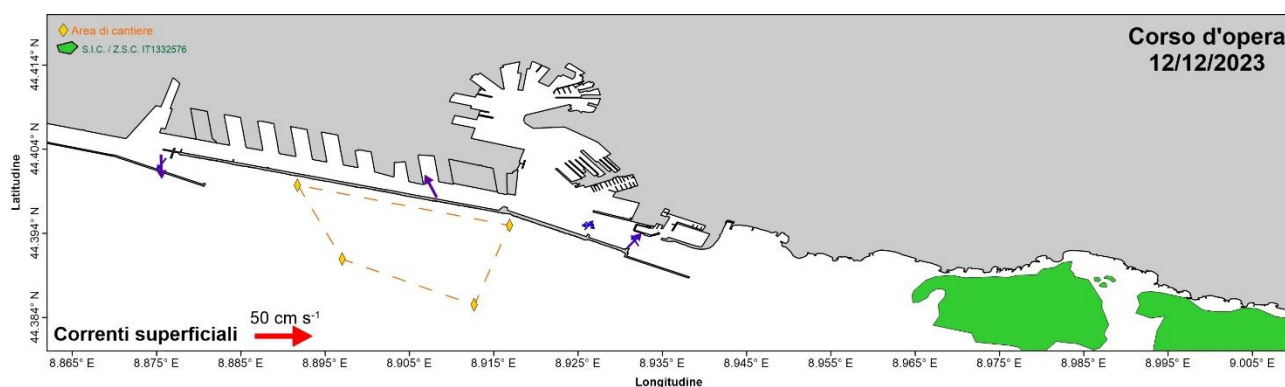 Area di cantiere
S.I.C. / Z.S.C. IT1332576
Corso d'opera
12/12/2023
Latitudine
44.414° N
44.404° N
44.394° N
44.384° N
Correnti superficiali
50 cm s⁻¹
8.865° E
8.875° E
8.885° E
8.895° E
8.905° E
8.915° E
8.925° E
8.935° E
8.945° E
8.955° E
8.965° E
8.975° E
8.985° E
8.995° E
9.005° E
Longitudine